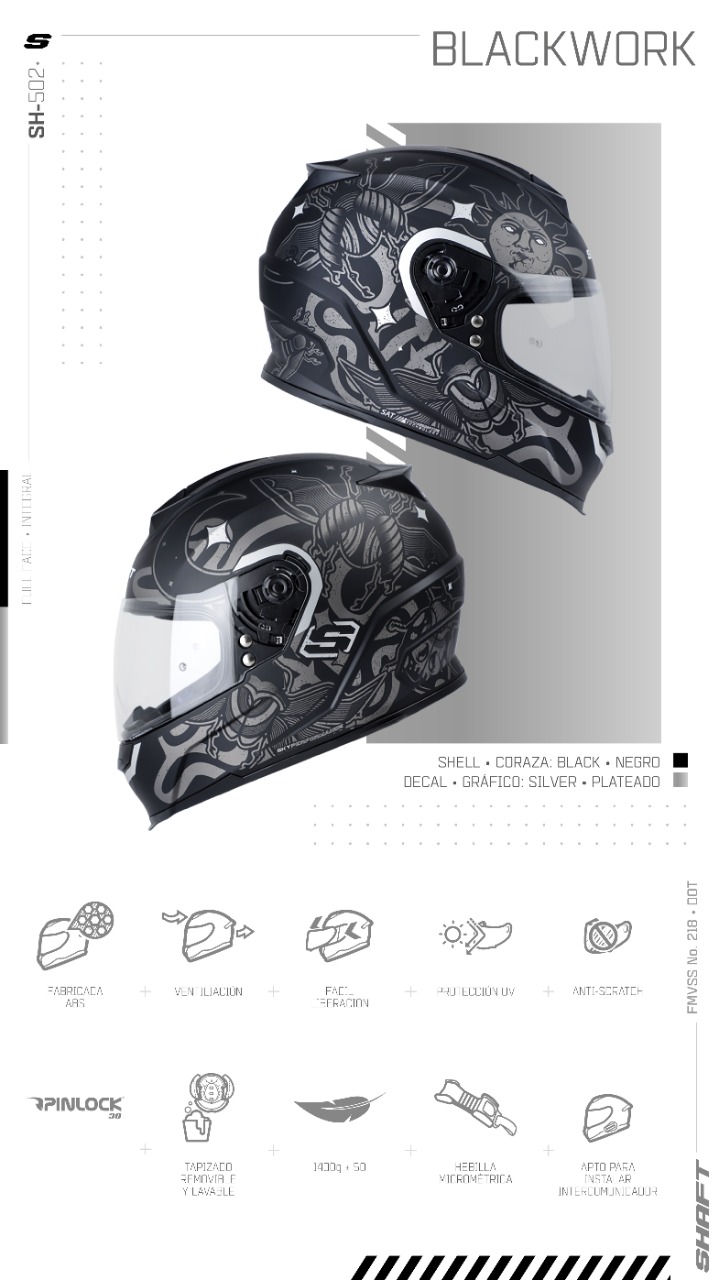 BLACKWORK
SH-502
FULL FACE • INTEGRAL
SHELL • CORAZA: BLACK • NEGRO
DECAL • GRÁFICO: SILVER • PLATEADO
FMVSS No. 218 • DOT
FABRICADA
ABS
VENTILIACIÓN
FÁCIL
LIBERACIÓN
PROTECCIÓN UV
ANTI-SCRATCH
PINLOCK
30
TAPIZADO
REMOVIBLE
Y LAVABLE
1400g ± 50
HEBILLA
MICROMÉTRICA
APTO PARA
INSTALAR
INTERCOMUNICADOR
SHAFT